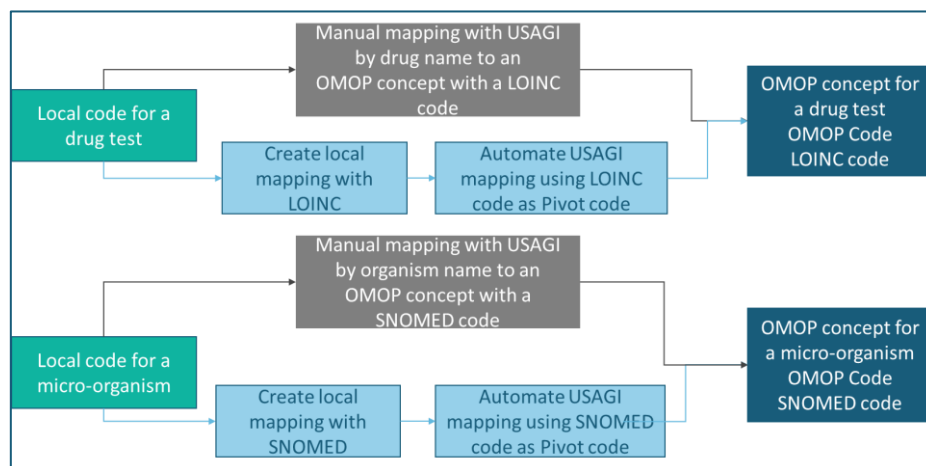 Manual mapping with USAGI
by drug name to an
OMOP concept with a LOINC
code
Local code for a
drug test
Create local
mapping with
LOINC
Automate USAGI
mapping using LOINC
code as Pivot code
OMOP concept for
a drug test
OMOP Code
LOINC code
Manual mapping with USAGI
by organism name to an
OMOP concept with a
SNOMED code
Local code for a
micro-organism
Create local
mapping with
SNOMED
Automate USAGI
mapping using SNOMED
code as Pivot code
OMOP concept for
a micro-organism
OMOP Code
SNOMED code